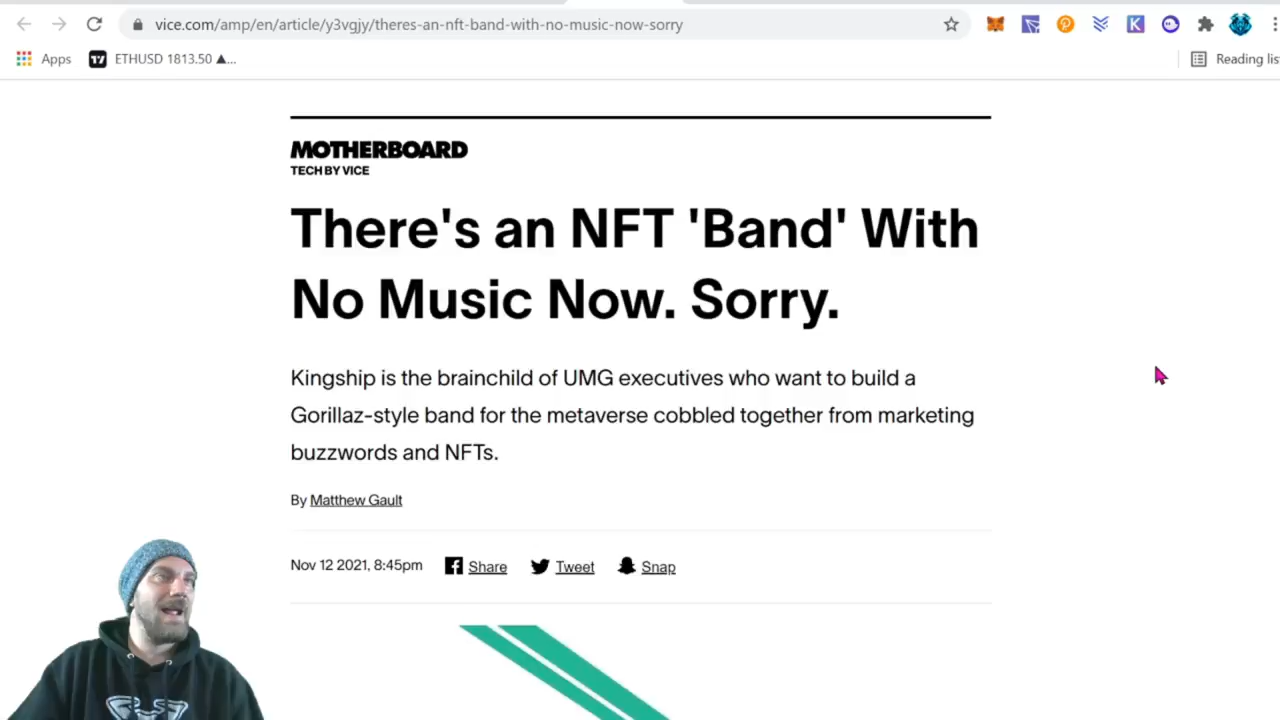 vice.com/amp/en/article/y3vgjy/theres-an-nft-band-with-no-music-now-sorry
Apps
ETHUSD 1813.50 ▲...
Reading lis
MOTHERBOARD
TECH BY VICE
There's an NFT 'Band' With
No Music Now. Sorry.
Kingship is the brainchild of UMG executives who want to build a
Gorillaz-style band for the metaverse cobbled together from marketing
buzzwords and NFTs.
By Matthew Gault
Nov 12 2021, 8:45pm
Share
Tweet
Snap